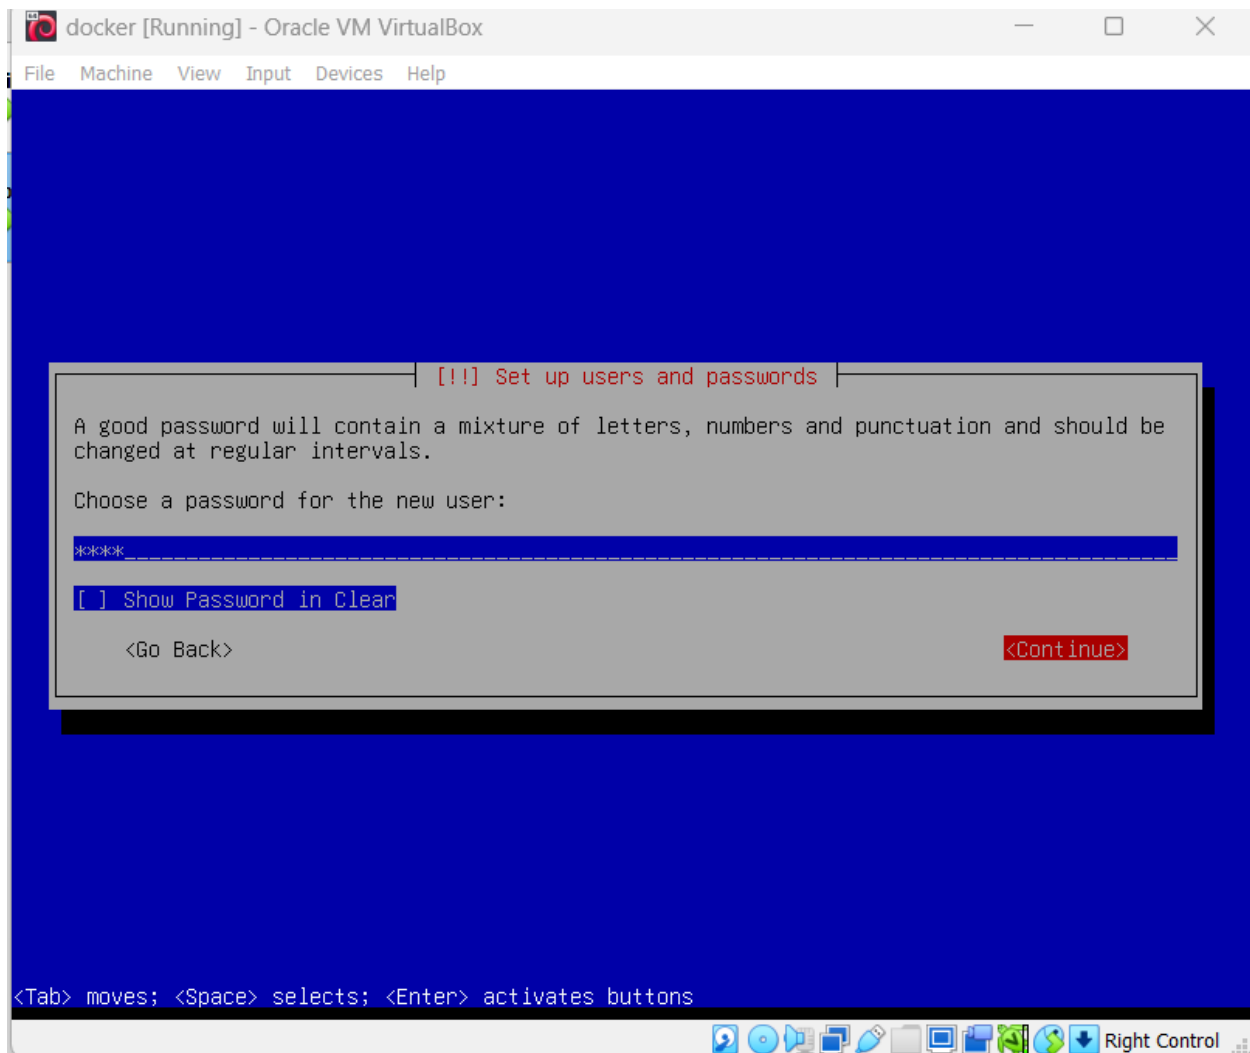 docker [Running] - Oracle VM VirtualBox
File Machine View Input Devices Help
[!!] Set up users and passwords
A good password will contain a mixture of letters, numbers and punctuation and should be
changed at regular intervals.
Choose a password for the new user:
****
[ ] Show Password in Clear
<Go Back> <Continue>
<Tab> moves; <Space> selects; <Enter> activates buttons
Right Control